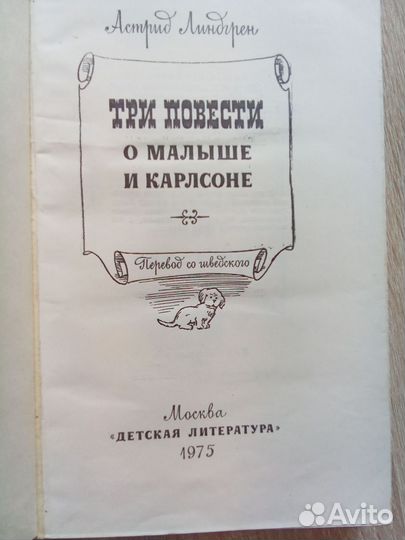 Астрид Линдгрен
ТРИ ПОВЕСТИ
О МАЛЫШЕ
И КАРЛСОНЕ
Перевод со шведского
Москва
«ДЕТСКАЯ ЛИТЕРАТУРА»
1975
Avito